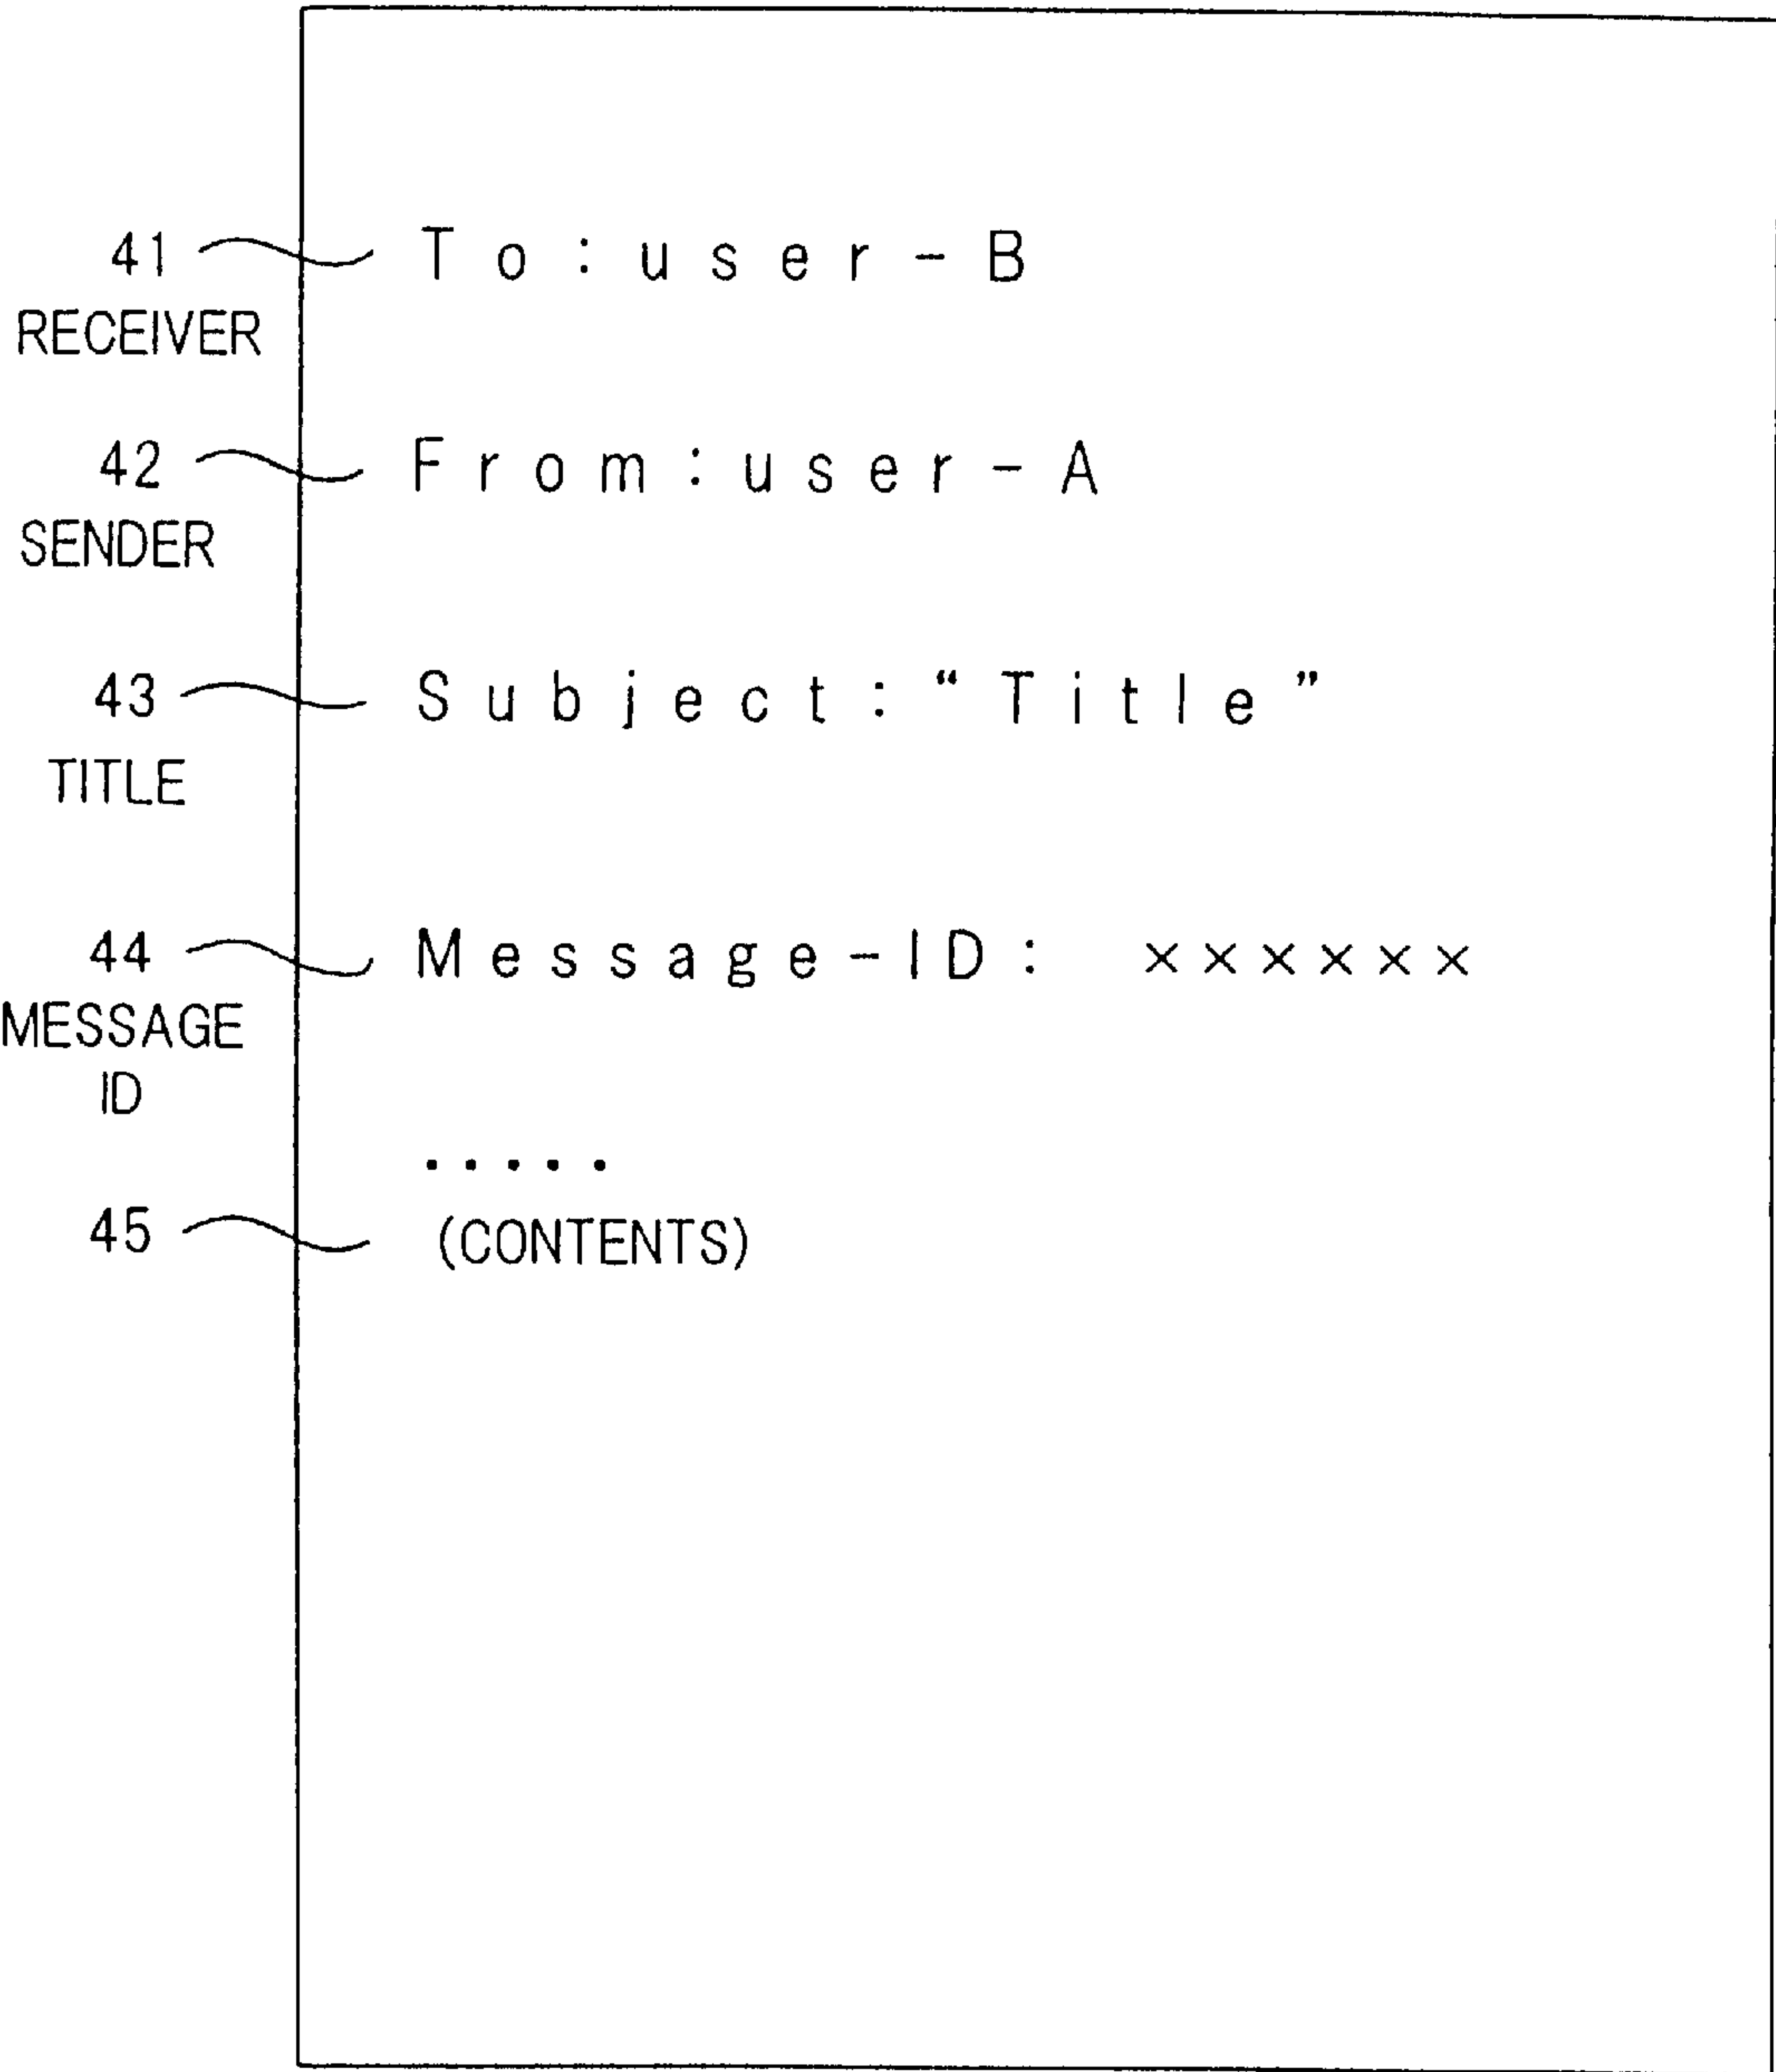 41 To:user-B
RECEIVER
42 From:user-A
SENDER
43 Subject:“Title”
TITLE
44 Message-ID: ××××××
MESSAGE
ID
.....
45 (CONTENTS)